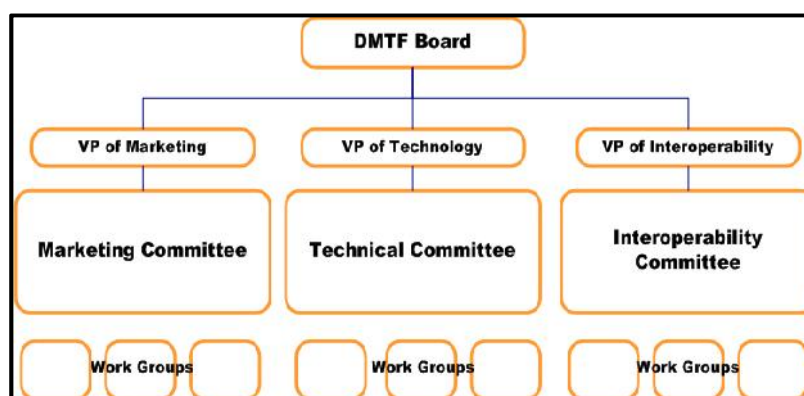 DMTF Board
VP of Marketing
VP of Technology
VP of Interoperability
Marketing Committee
Technical Committee
Interoperability
Committee
Work Groups
Work Groups
Work Groups